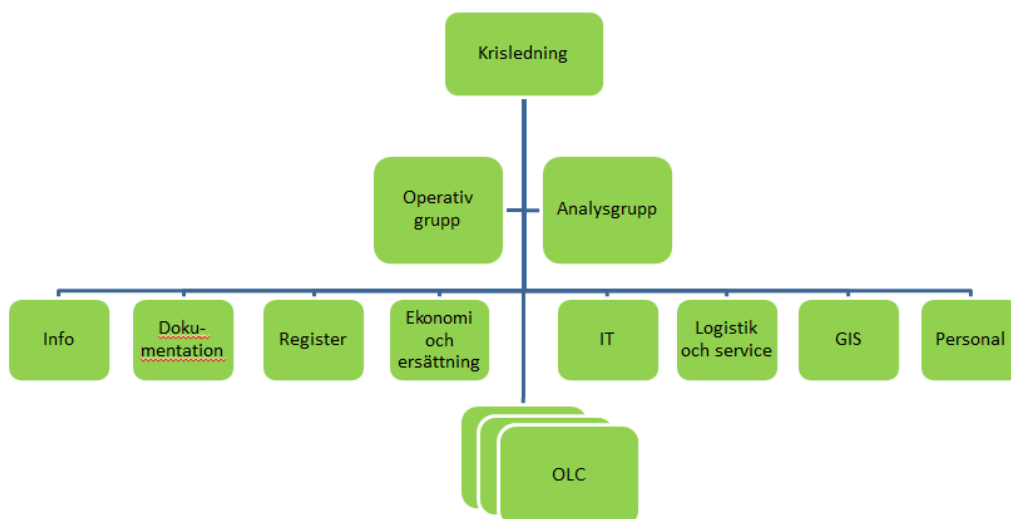 Krisledning
Operativ
grupp
Analysgrupp
Info
Doku-
mentation
Register
Ekonomi
och
ersättning
IT
Logistik
och service
GIS
Personal
OLC